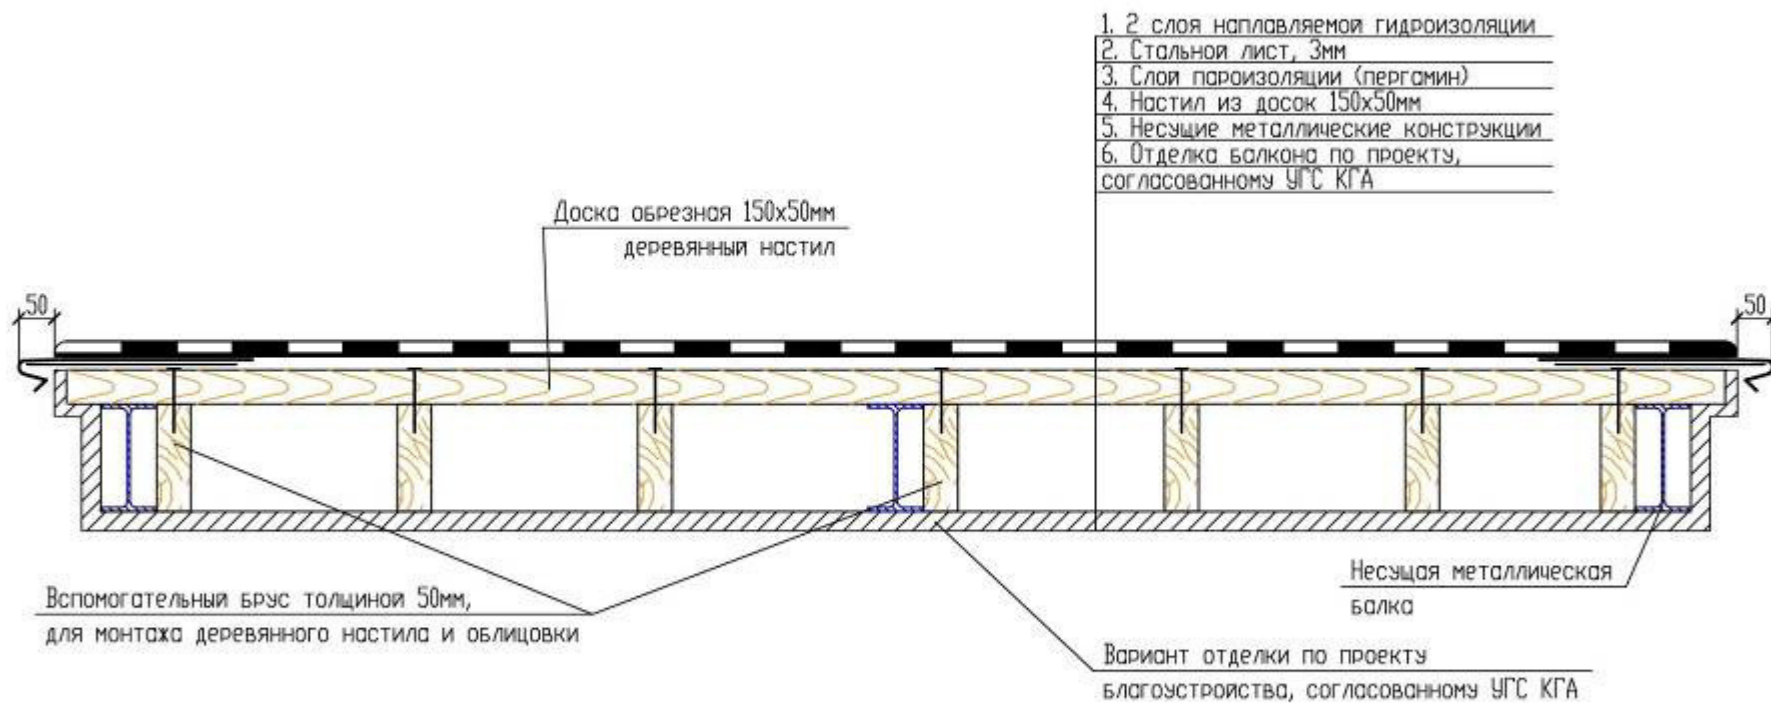 1. 2 слоя наплавляемой гидроизоляции
2. Стальной лист, 3мм
3. Слой пароизоляции (пергамин)
4. Настил из досок 150х50мм
5. Несущие металлические конструкции
6. Отделка балкона по проекту,
согласованному УГС КГА
Доска обрезная 150х50мм
деревянный настил
50
50
Вспомогательный брус толщиной 50мм,
для монтажа деревянного настила и облицовки
Несущая металлическая
балка
Вариант отделки по проекту
благоустройства, согласованному УГС КГА